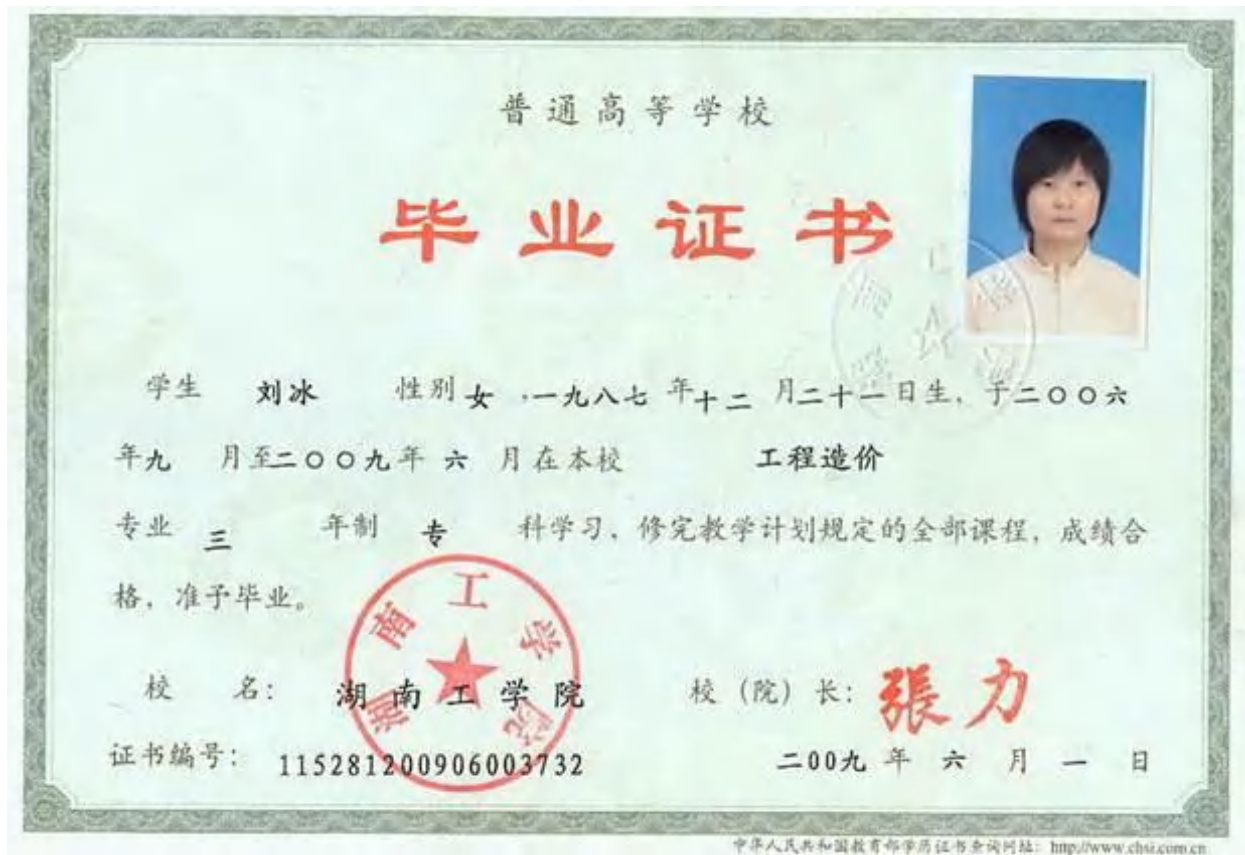 普通高等学校
毕业证书
学生 刘冰 性别 女 ,一九八七 年十二 月二十一日生, 于二〇〇六
年九 月至二〇〇九年 六 月在本校 工程造价
专业 三 年制 专 科学习, 修完教学计划规定的全部课程, 成绩合
格, 准予毕业。
湖南工学院
校 名: 湖南工学院 校(院)长: 張力
证书编号: 115281200906003732 二00九 年 六 月 一 日
中华人民共和国教育部学历证书查询网址: http://www.chsi.com.cn